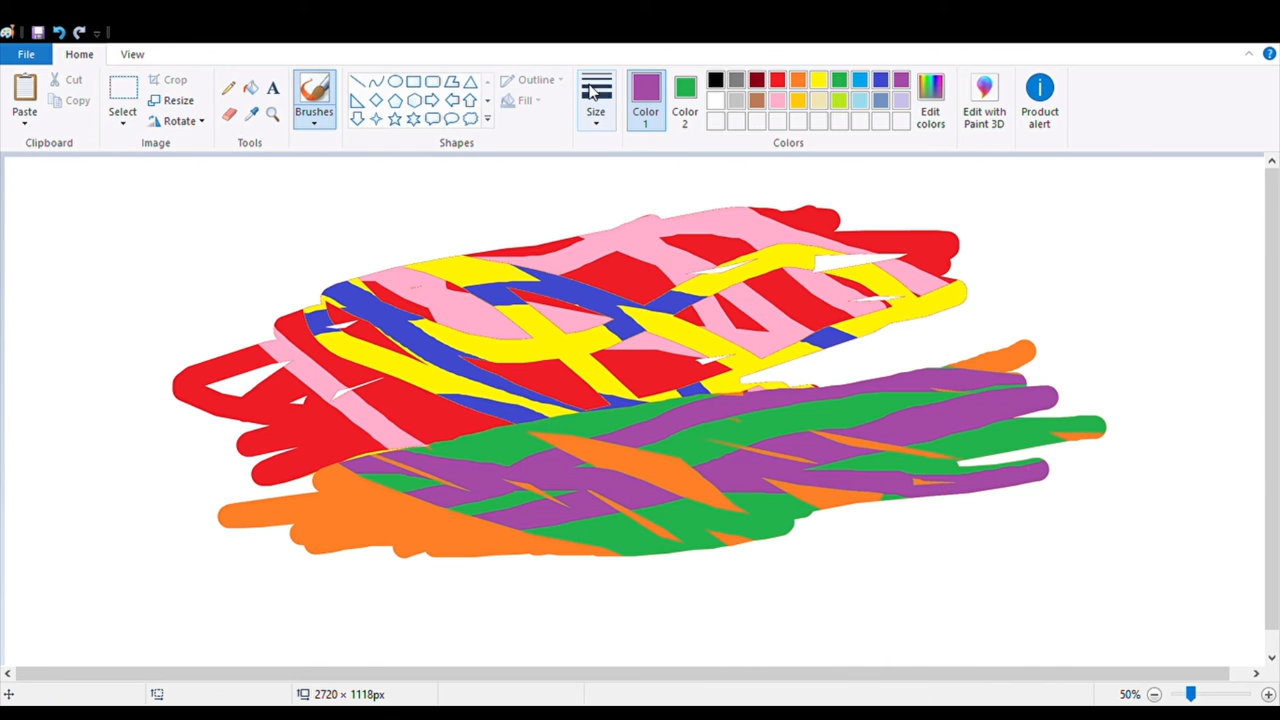 File Home View
Paste Cut Copy Clipboard
Select Crop Resize Rotate Image
A Tools
Brushes
Outline Fill Shapes
Size
Color 1
Color 2
Edit colors
Colors
Edit with Paint 3D
Product alert
2720 × 1118px
50%